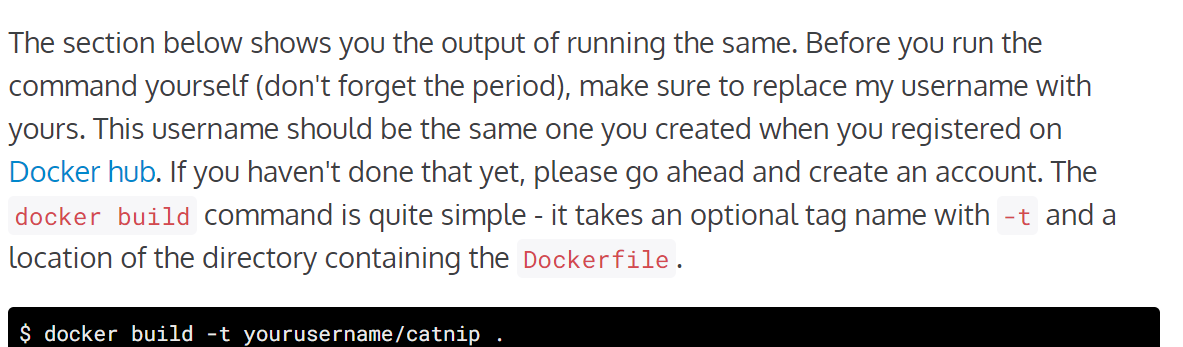 The section below shows you the output of running the same. Before you run the
command yourself (don't forget the period), make sure to replace my username with
yours. This username should be the same one you created when you registered on
Docker hub. If you haven't done that yet, please go ahead and create an account. The
docker build command is quite simple - it takes an optional tag name with -t and a
location of the directory containing the Dockerfile.
$ docker build -t yourusername/catnip .